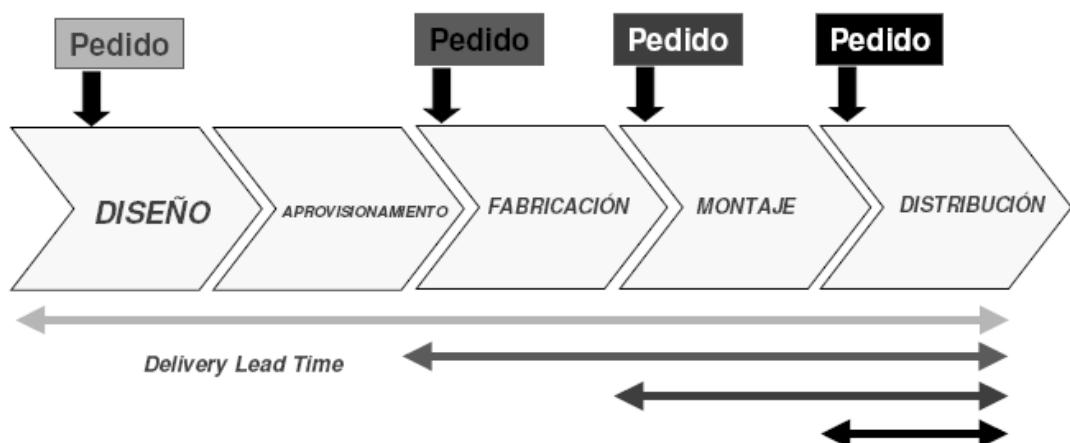 Pedido
Pedido
Pedido
Pedido
DISEÑO
APROVISIONAMIENTO
FABRICACIÓN
MONTAJE
DISTRIBUCIÓN
Delivery Lead Time